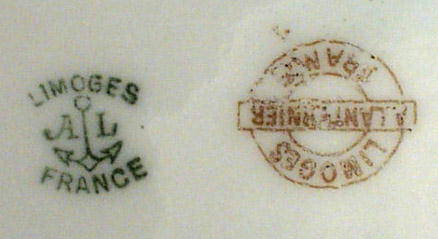 LIMOGES
A L
FRANCE
FRANCE
A. LANTERNIER
LIMOGES